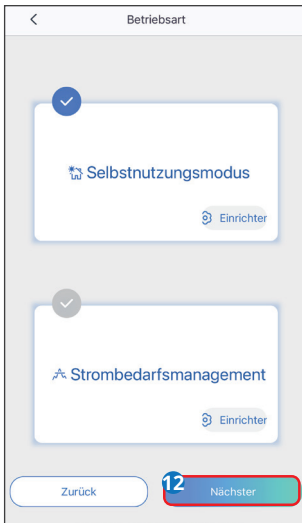 Betriebsart
Selbstnutzungsmodus
Einrichter
Strombedarfsmanagement
Einrichter
Zurück
12
Nächster